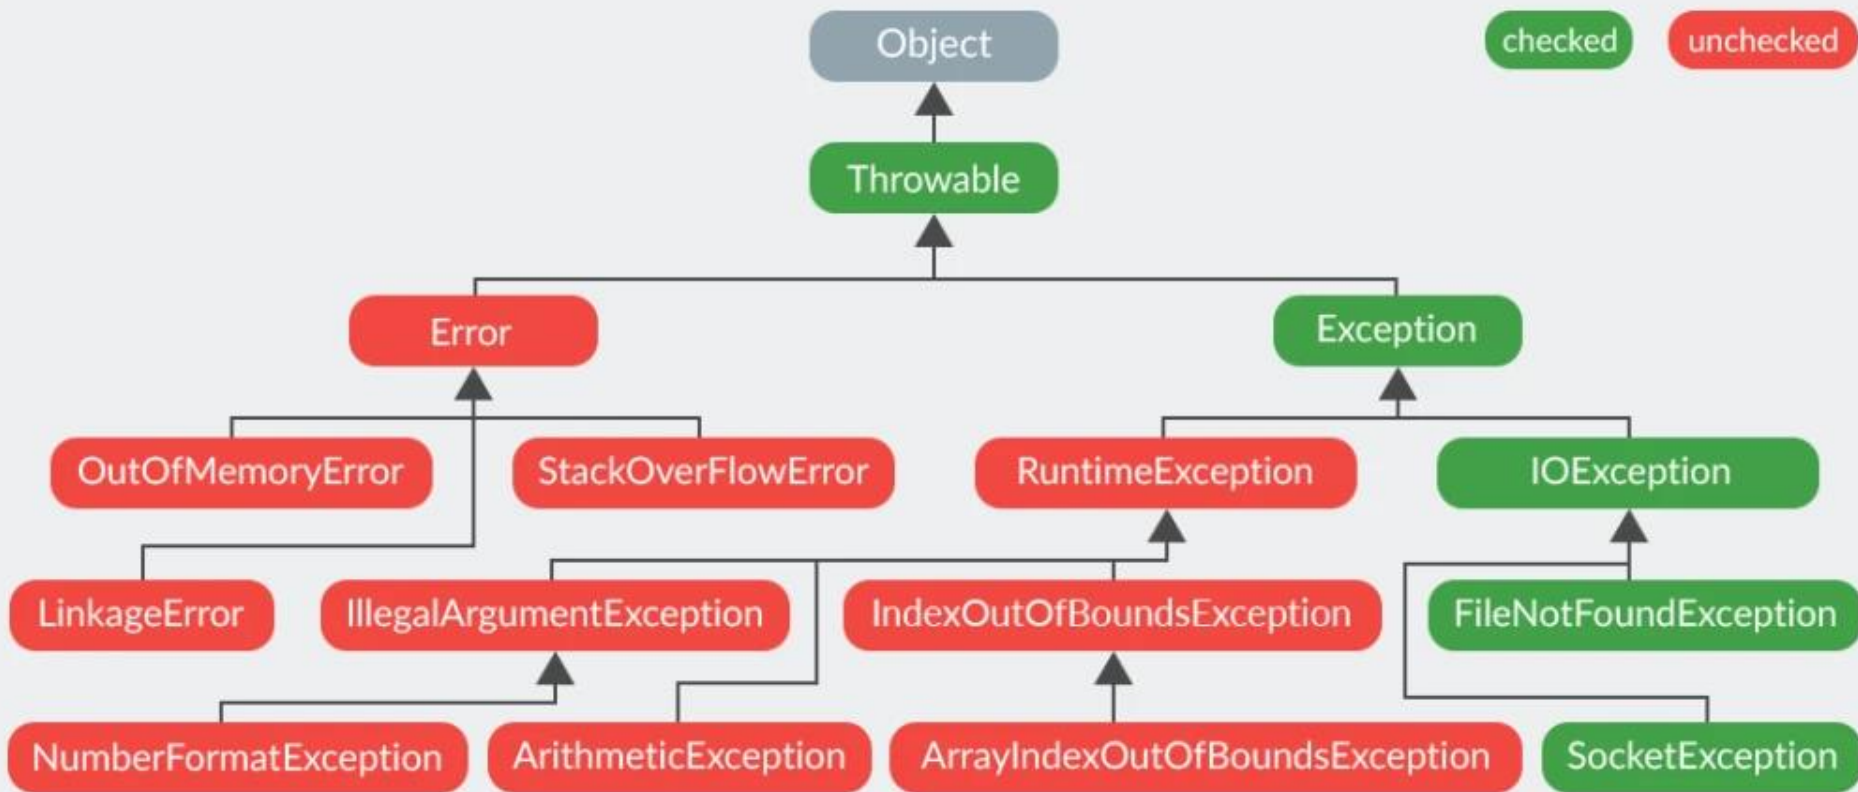 Object
checked
unchecked
Throwable
Error
Exception
OutOfMemoryError
StackOverFlowError
RuntimeException
IOException
LinkageError
IllegalArgumentException
IndexOutOfBoundsException
FileNotFoundException
NumberFormatException
ArithmeticException
ArrayIndexOutOfBoundsException
SocketException